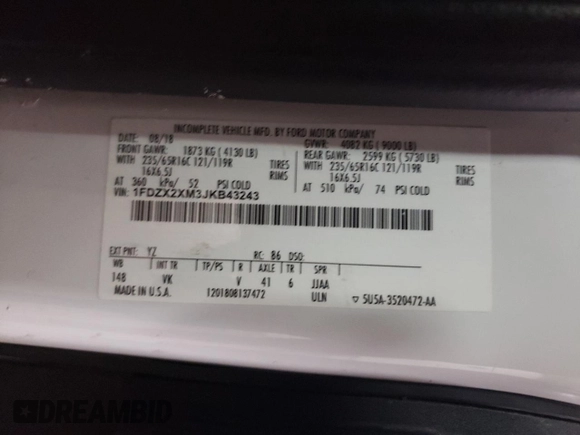 INCOMPLETE VEHICLE MFD. BY FORD MOTOR COMPANY
DATE: 08/18 GVWR: 4082 KG ( 9000 LB)
FRONT GAWR: 1873 KG ( 4130 LB) REAR GAWR: 2599 KG ( 5730 LB)
WITH 235/65R16C 121/119R TIRES WITH 235/65R16C 121/119R TIRES
16X6.5J RIMS 16X6.5J RIMS
AT 360 kPa/ 52 PSI COLD AT 510 kPa/ 74 PSI COLD
VIN: 1FDZX2XM3JKB43243
EXT PNT: YZ RC: 86 DSO:
WB INT TR TP/PS R AXLE TR SPR
148 VK V 41 6 JJAA
MADE IN U.S.A. 1201808137472 ULN ▽ 5U5A-3520472-AA
DREAMBID